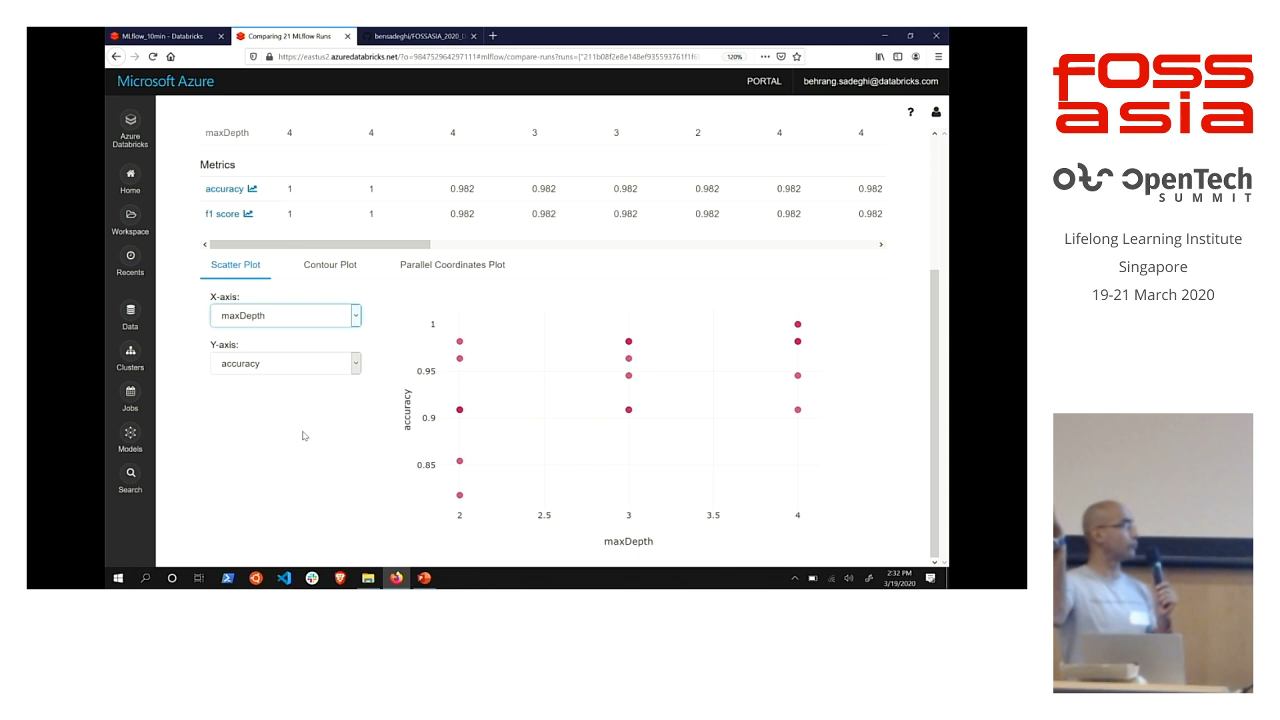 MLflow_10min - Databricks
Comparing 21 MLflow Runs
bensadeghi/FOSSASIA_2020_D
https://eastus2.azuredatabricks.net/?o=984752964297111#mlflow/compare-runs?runs=["211b08f2e8e148ef935593761f1f6
120%
Microsoft Azure
PORTAL
behrang.sadeghi@databricks.com
Azure
Databricks
Home
Workspace
Recents
Data
Clusters
Jobs
Models
Search
?
maxDepth 4 4 4 3 3 2 4 4
Metrics
accuracy 1 1 0.982 0.982 0.982 0.982 0.982 0.982
f1 score 1 1 0.982 0.982 0.982 0.982 0.982 0.982
Scatter Plot
Contour Plot
Parallel Coordinates Plot
X-axis:
maxDepth
Y-axis:
accuracy
1
0.95
0.9
0.85
accuracy
2 2.5 3 3.5 4
maxDepth
2:32 PM
3/19/2020
FOSS
asia
OpenTech
SUMMIT
Lifelong Learning Institute
Singapore
19-21 March 2020